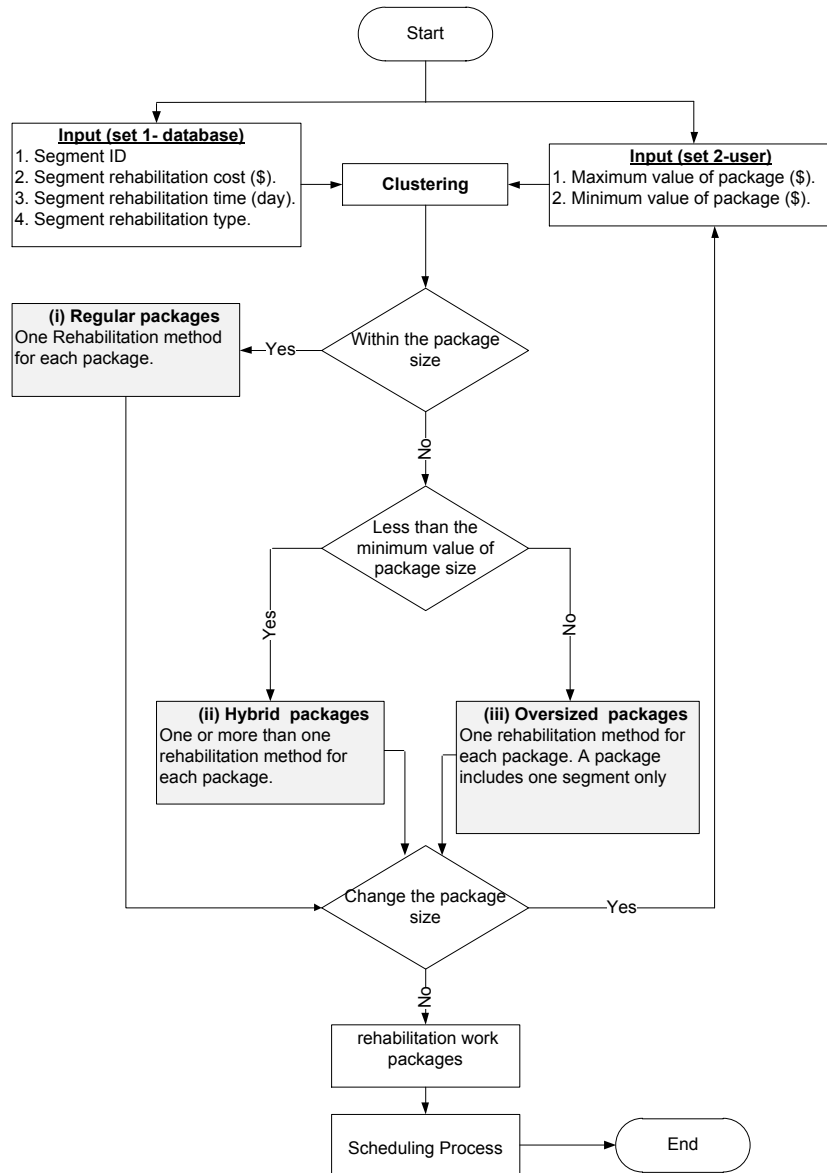 Start
Input (set 1- database)
1. Segment ID
2. Segment rehabilitation cost ($).
3. Segment rehabilitation time (day).
4. Segment rehabilitation type.
Clustering
Input (set 2-user)
1. Maximum value of package ($).
2. Minimum value of package ($).
(i) Regular packages
One Rehabilitation method
for each package.
Yes
Within the package
size
No
Less than the
minimum value of
package size
Yes
No
(ii) Hybrid packages
One or more than one
rehabilitation method for
each package.
(iii) Oversized packages
One rehabilitation method for
each package. A package
includes one segment only
Change the package
size
Yes
No
rehabilitation work
packages
Scheduling Process
End